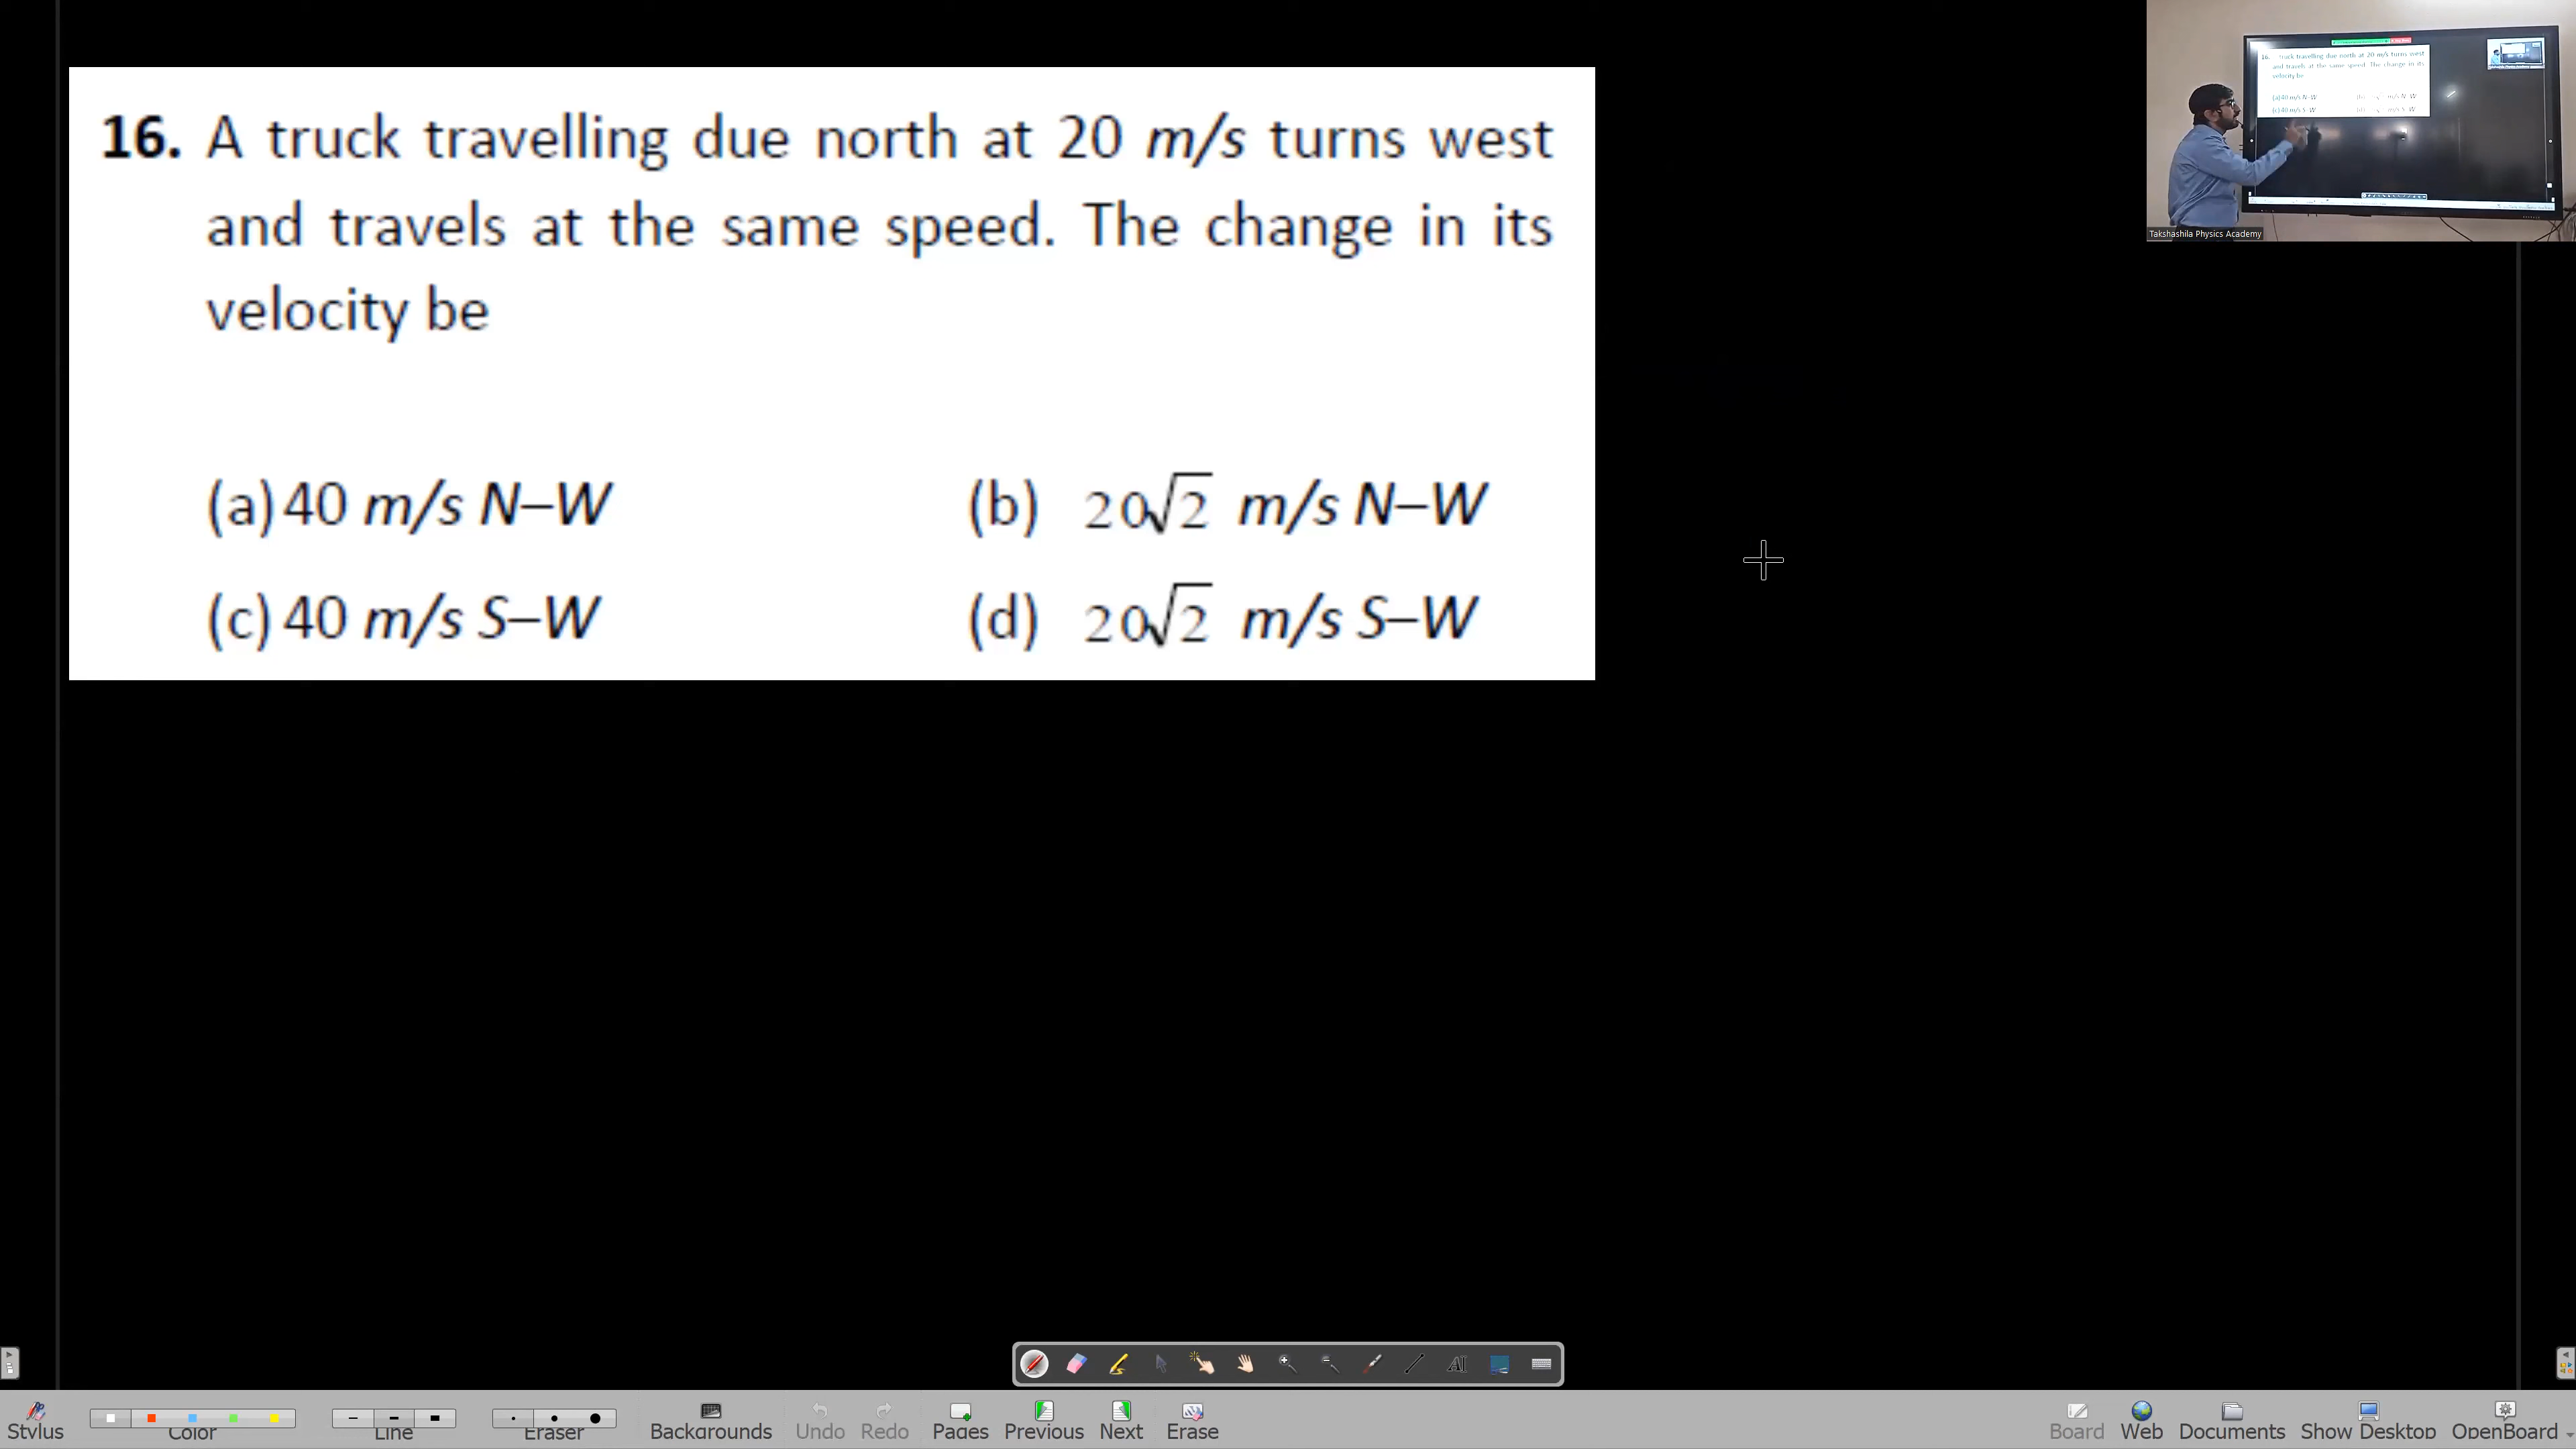 16. A truck travelling due north at 20 m/s turns west
and travels at the same speed. The change in its
velocity be
(a) 40 m/s N–W
(b) 20√2 m/s N–W
(c) 40 m/s S–W
(d) 20√2 m/s S–W
Takshashila Physics Academy
Stylus
Color
Line
Eraser
Backgrounds
Undo
Redo
Pages
Previous
Next
Erase
Board
Web
Documents
Show Desktop
OpenBoard